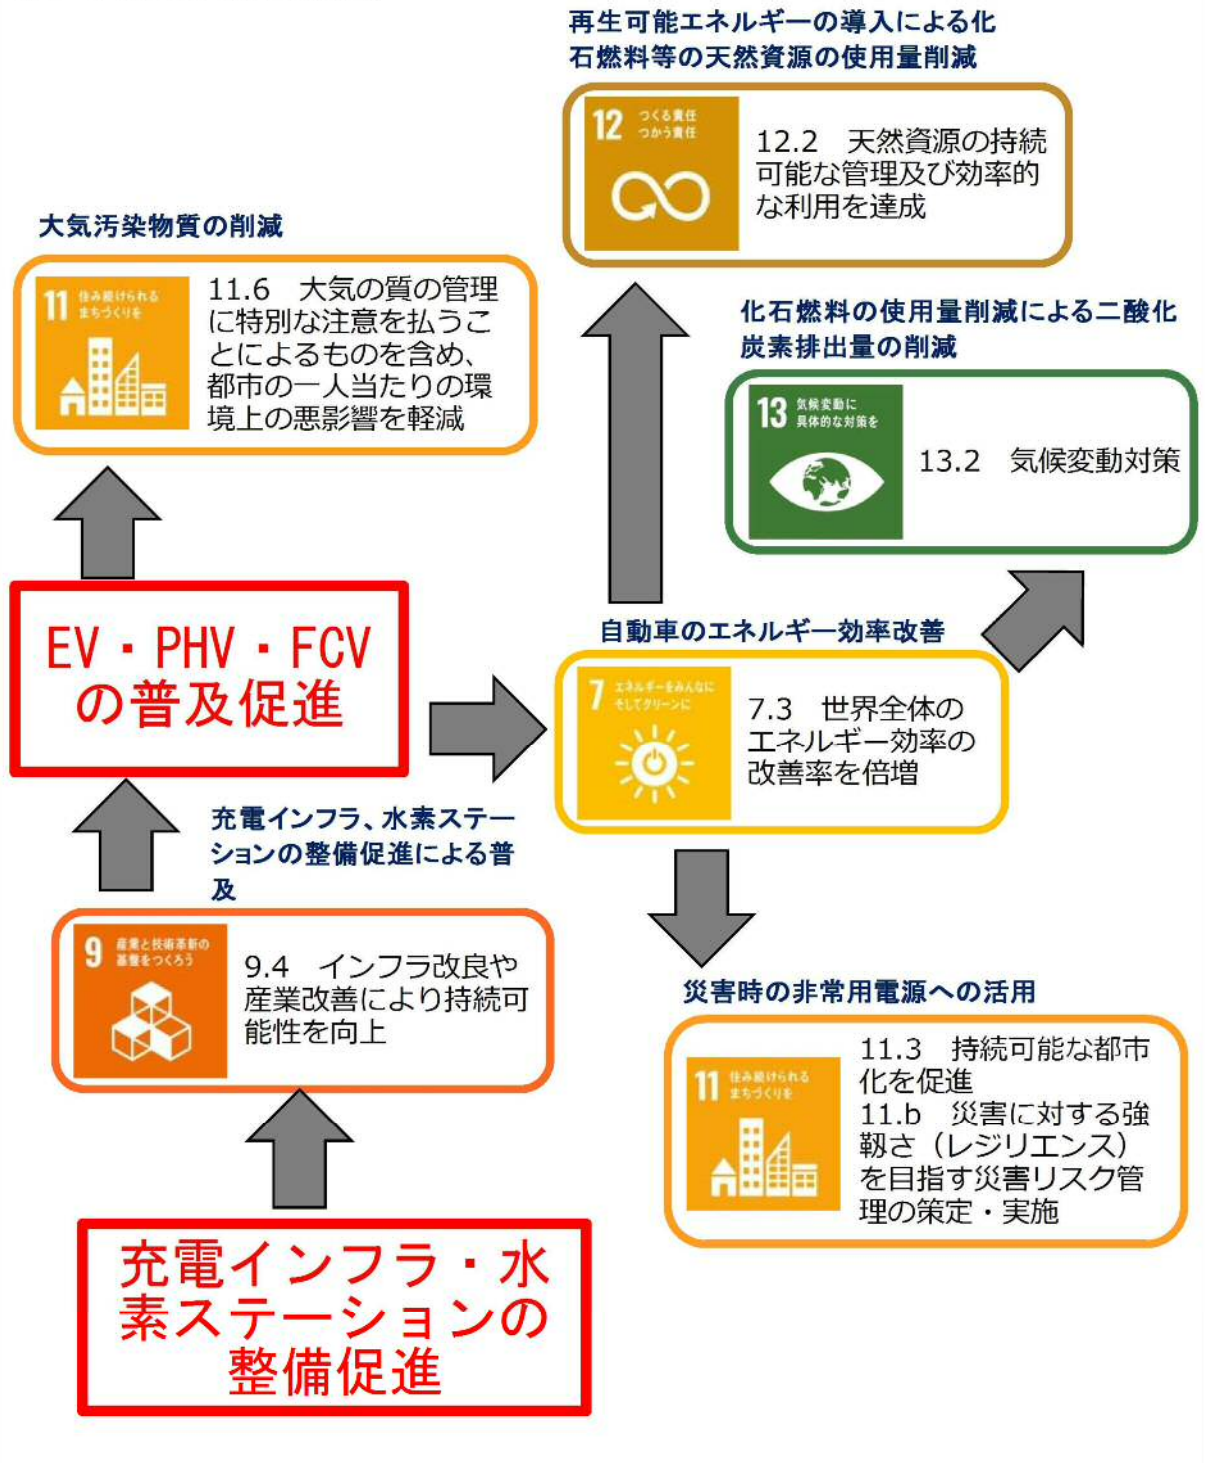 再生可能エネルギーの導入による化
石燃料等の天然資源の使用量削減
12 つくる責任
つかう責任
12.2 天然資源の持続
可能な管理及び効率的
な利用を達成
大気汚染物質の削減
11 住み続けられる
まちづくりを
11.6 大気の質の管理
に特別な注意を払うこ
とによるものを含め、
都市の一人当たりの環
境上の悪影響を軽減
化石燃料の使用量削減による二酸化
炭素排出量の削減
13 気候変動に
具体的な対策を
13.2 気候変動対策
EV・PHV・FCV
の普及促進
自動車のエネルギー効率改善
7 エネルギーをみんなに
そしてクリーンに
7.3 世界全体の
エネルギー効率の
改善率を倍増
充電インフラ、水素ステー
ションの整備促進による普
及
9 産業と技術革新の
基盤をつくろう
9.4 インフラ改良や
産業改善により持続可
能性を向上
災害時の非常用電源への活用
11 住み続けられる
まちづくりを
11.3 持続可能な都市
化を促進
11.b 災害に対する強
靱さ（レジリエンス）
を目指す災害リスク管
理の策定・実施
充電インフラ・水
素ステーションの
整備促進